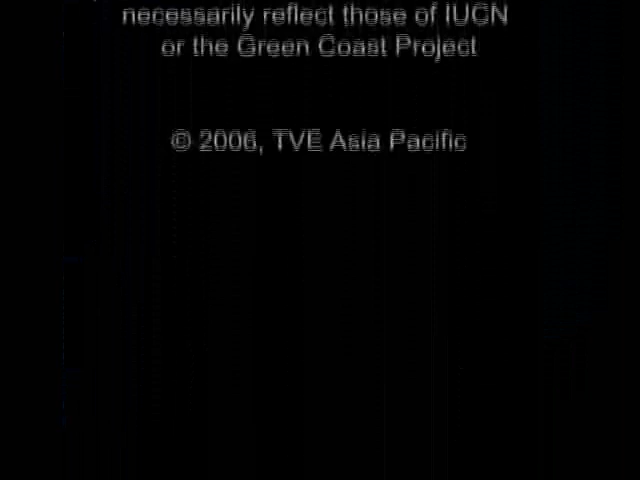 necessarily reflect those of IUCN
or the Green Coast Project
© 2006, TVE Asia Pacific